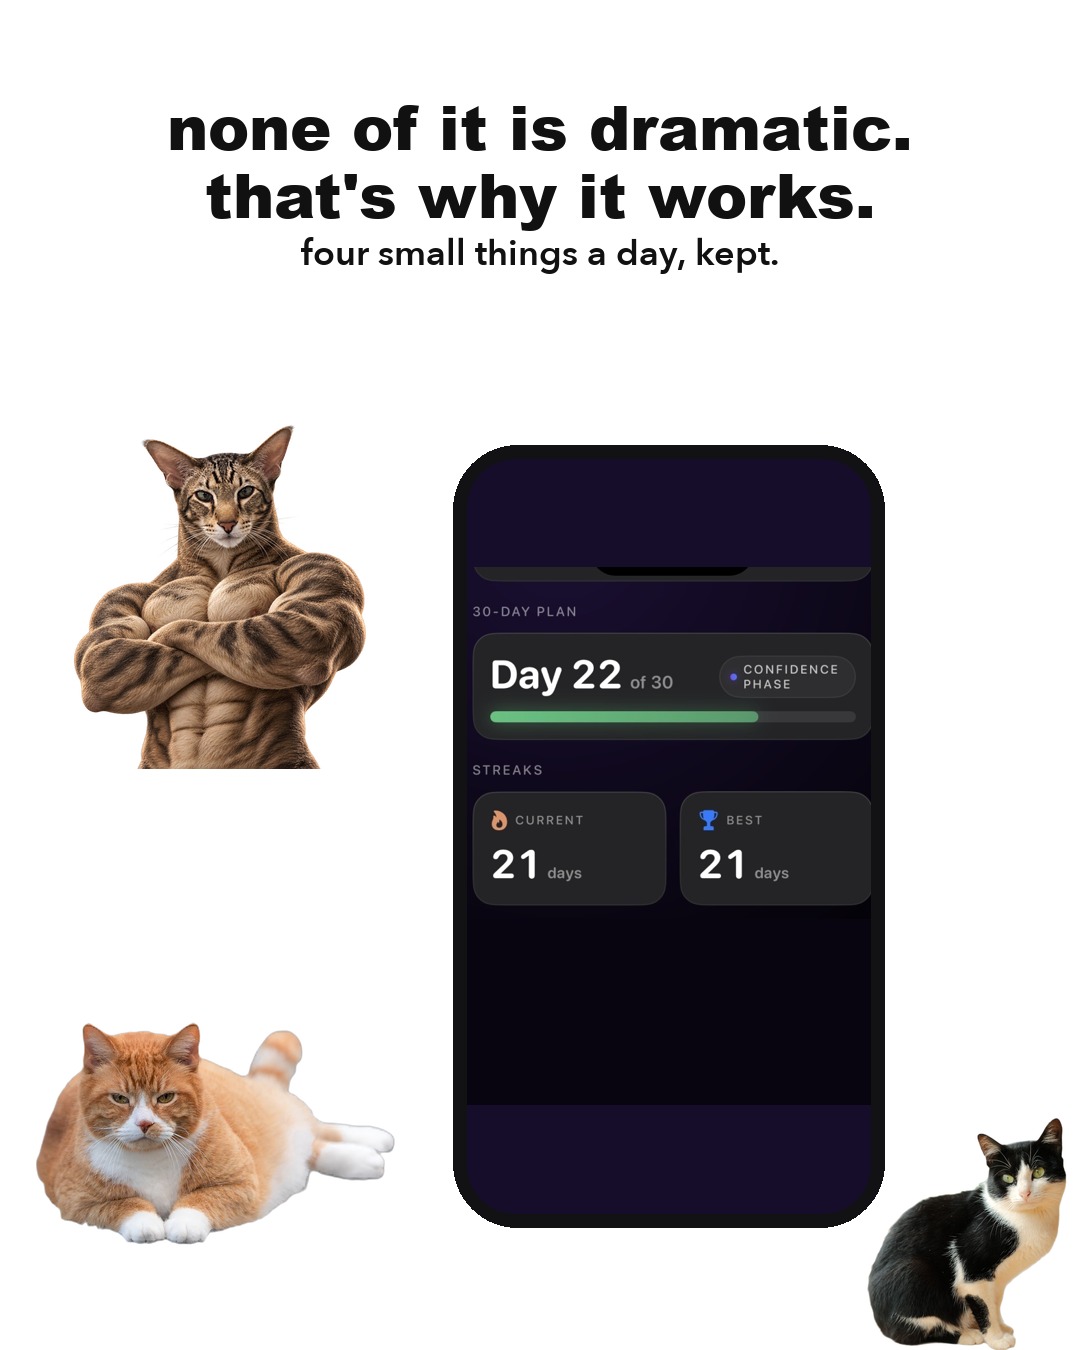 none of it is dramatic.
that's why it works.
four small things a day, kept.
30-DAY PLAN
Day 22 of 30
CONFIDENCE
PHASE
STREAKS
CURRENT
21 days
BEST
21 days